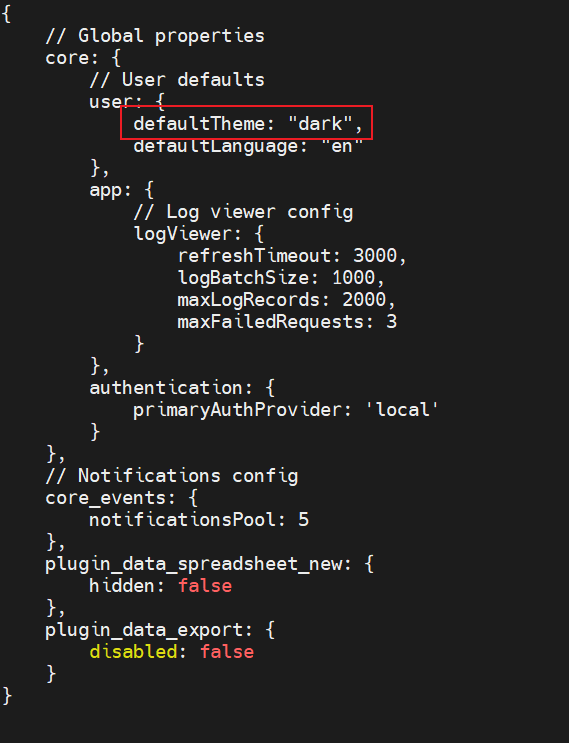 {
    // Global properties
    core: {
        // User defaults
        user: {
            defaultTheme: "dark",
            defaultLanguage: "en"
        },
        app: {
            // Log viewer config
            logViewer: {
                refreshTimeout: 3000,
                logBatchSize: 1000,
                maxLogRecords: 2000,
                maxFailedRequests: 3
            }
        },
        authentication: {
            primaryAuthProvider: 'local'
        }
    },
    // Notifications config
    core_events: {
        notificationsPool: 5
    },
    plugin_data_spreadsheet_new: {
        hidden: false
    },
    plugin_data_export: {
        disabled: false
    }
}